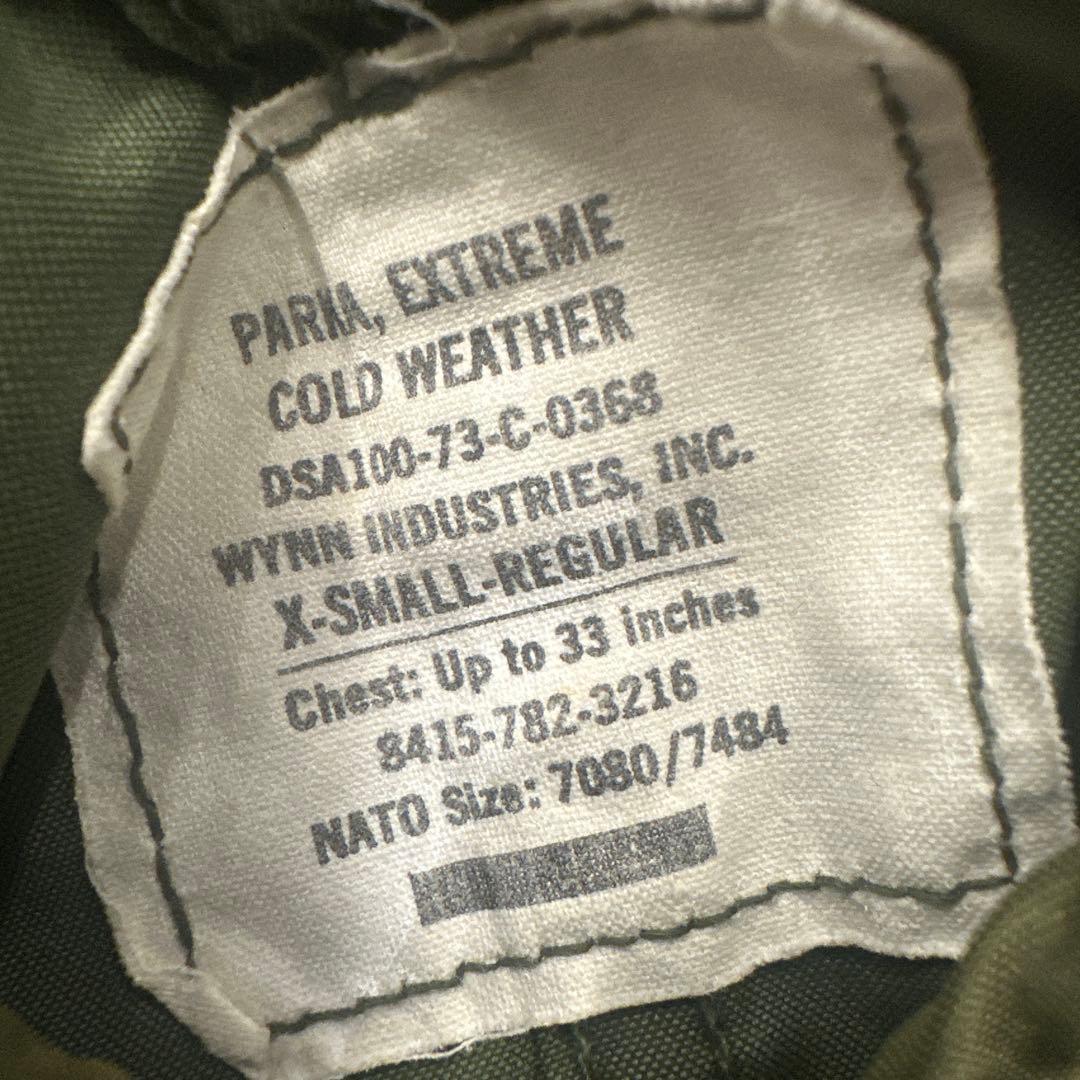 PARKA, EXTREME
COLD WEATHER
DSA100-73-C-0368
WYNN INDUSTRIES, INC.
X-SMALL-REGULAR
Chest: Up to 33 inches
8415-782-3216
NATO Size: 7080/7484